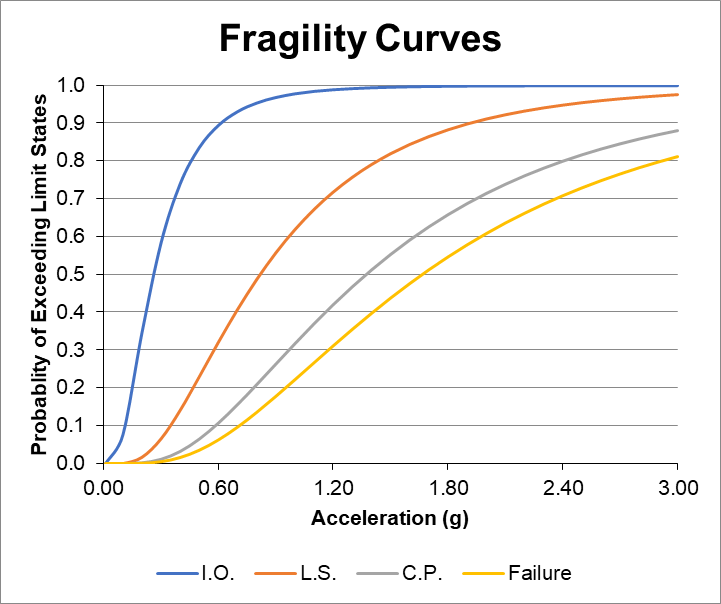 Fragility Curves
Probablity of Exceeding Limit States
1.0
0.9
0.8
0.7
0.6
0.5
0.4
0.3
0.2
0.1
0.0
0.00 0.60 1.20 1.80 2.40 3.00
Acceleration (g)
I.O. L.S. C.P. Failure